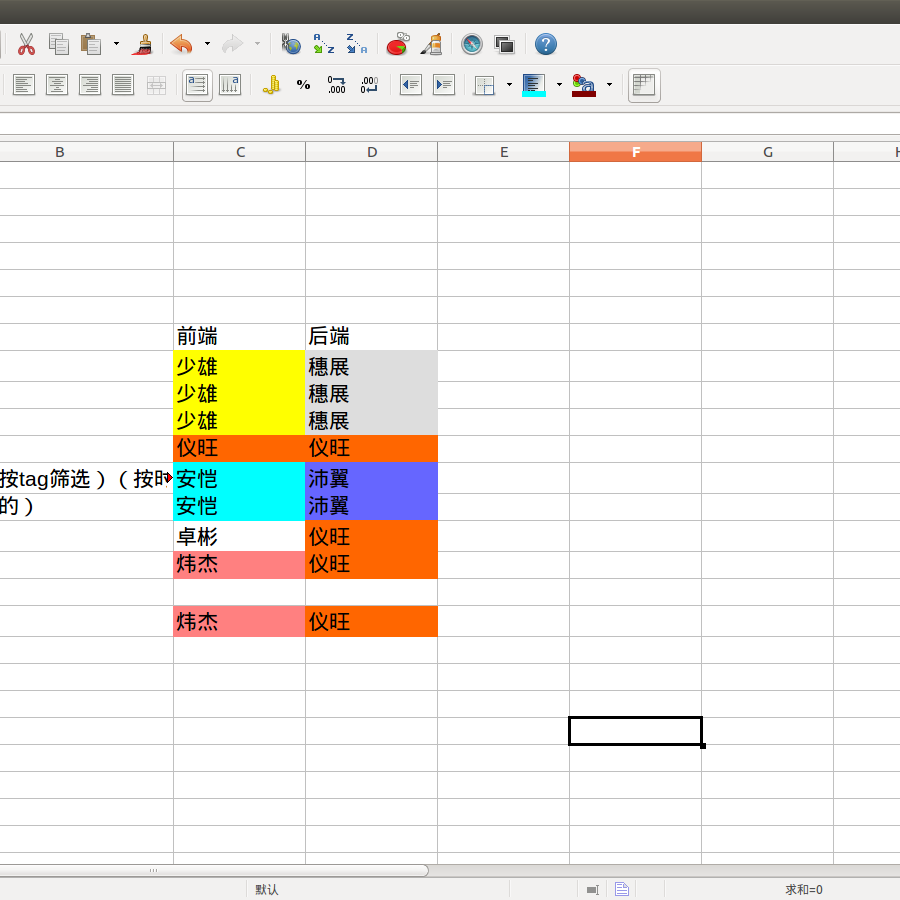 B C D E F G H
前端 后端
少雄 穗展
少雄 穗展
少雄 穗展
仪旺 仪旺
按tag筛选）（按时 安恺 沛翼
的） 安恺 沛翼
卓彬 仪旺
炜杰 仪旺
炜杰 仪旺
默认 求和=0